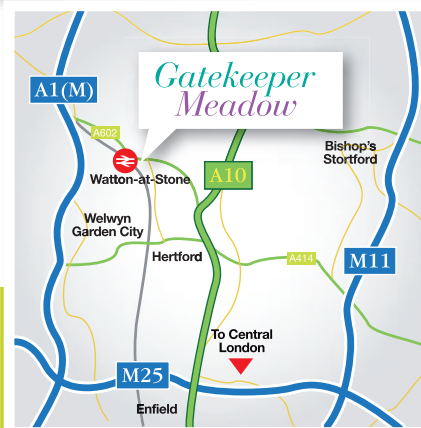 Gatekeeper
Meadow
A1(M)
A602
Bishop's
Stortford
Watton-at-Stone
A10
Welwyn
Garden City
Hertford
A414
M11
To Central
London
M25
Enfield